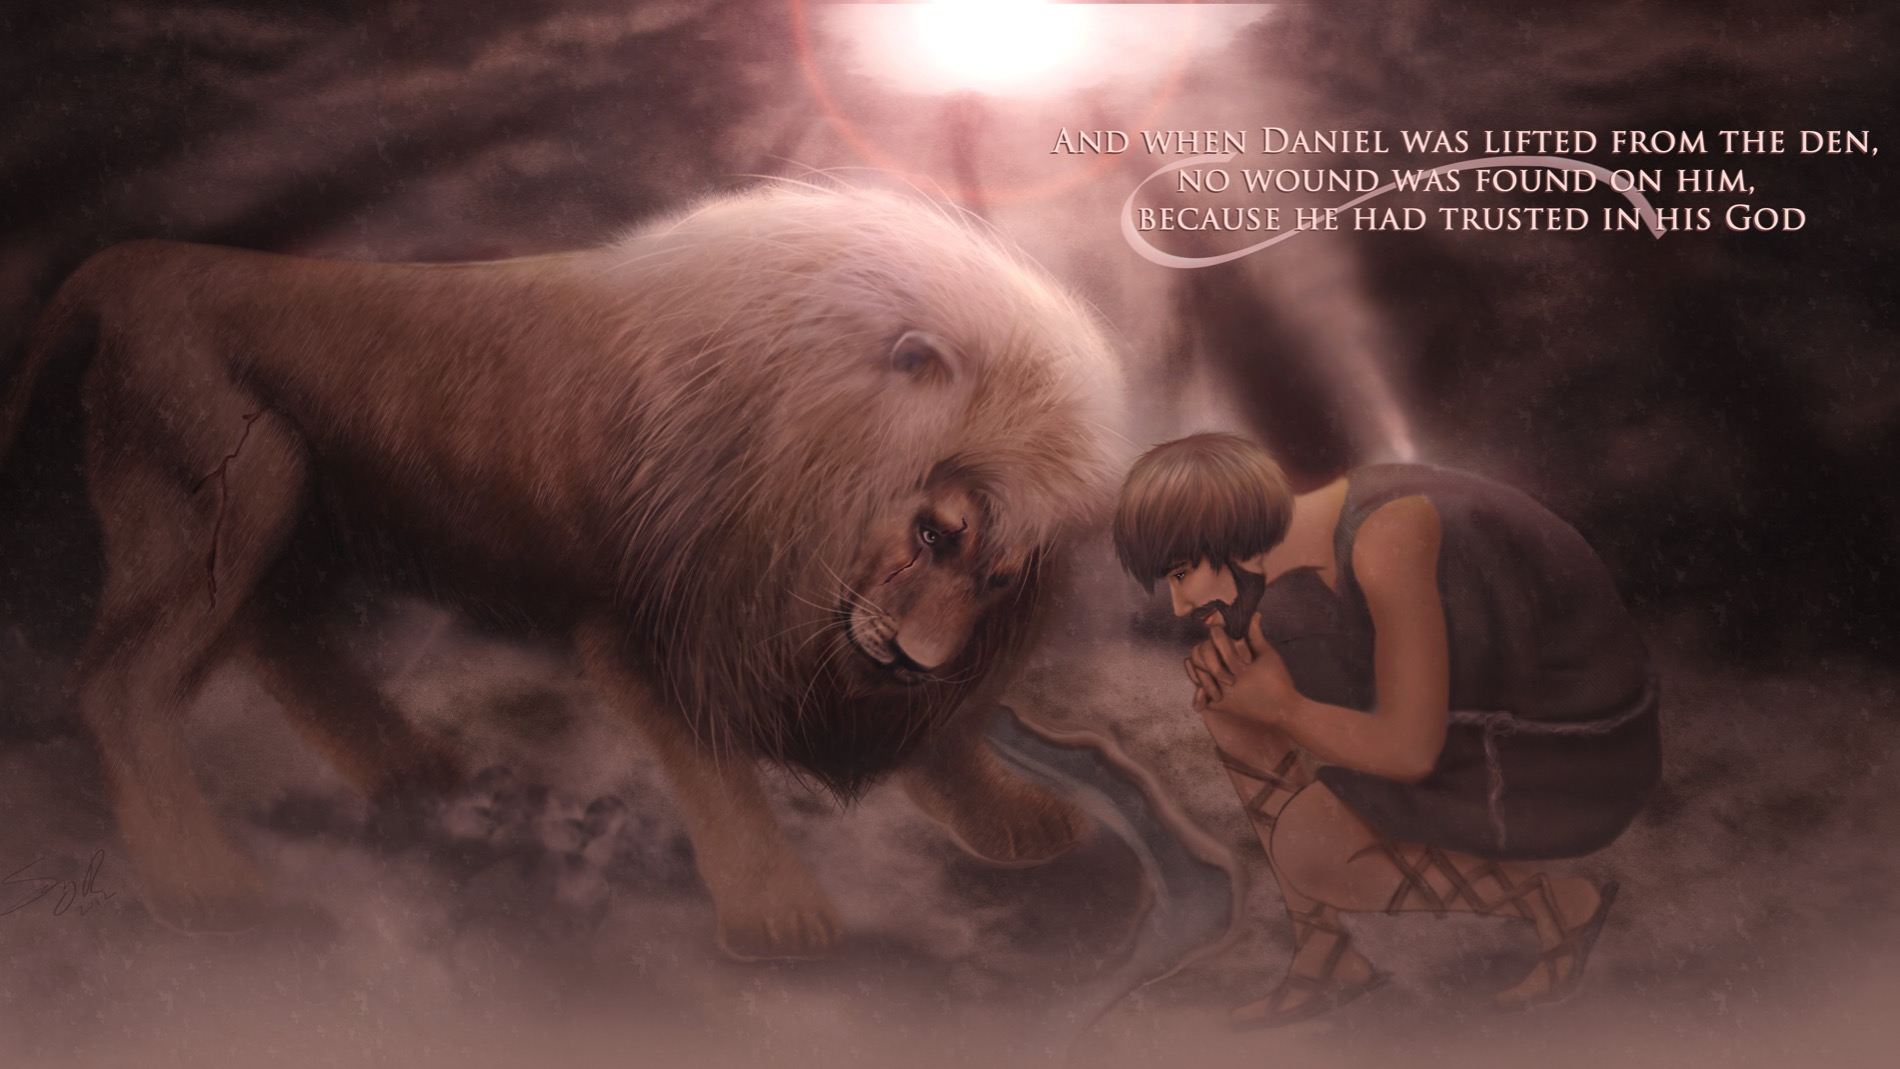 And when Daniel was lifted from the den,
no wound was found on him,
because he had trusted in his God
2012